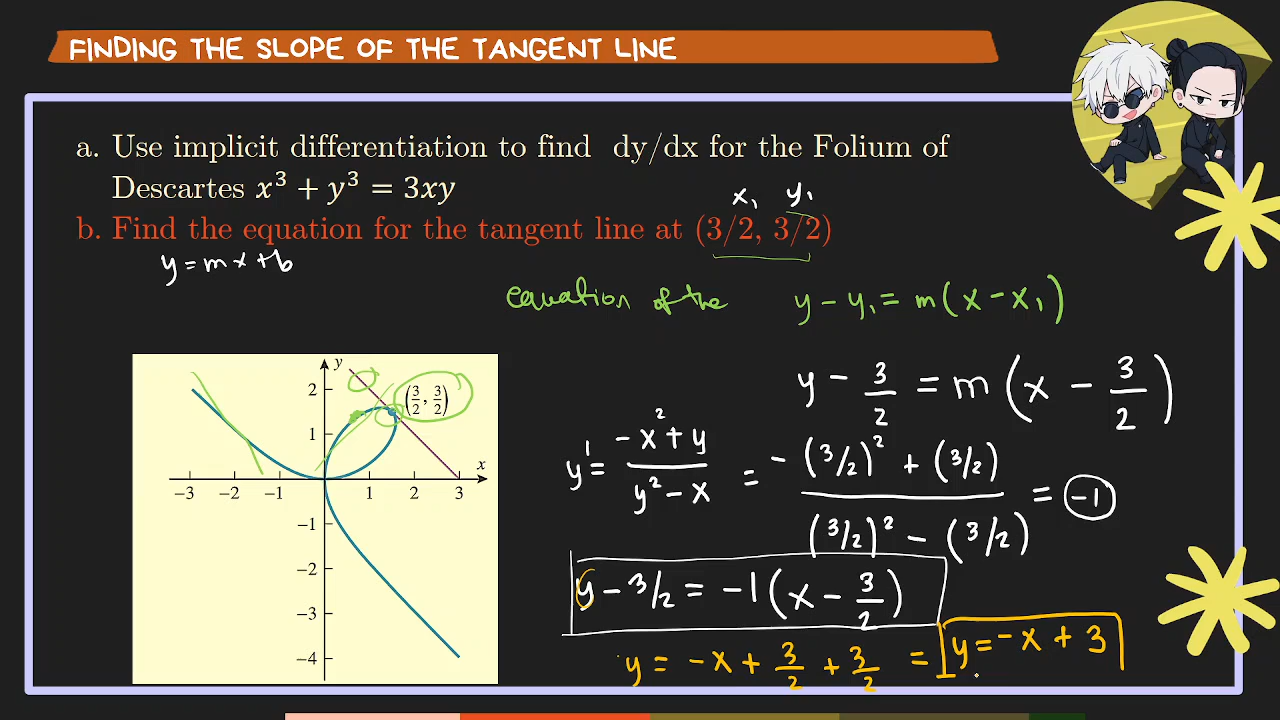 FINDING THE SLOPE OF THE TANGENT LINE
a. Use implicit differentiation to find dy/dx for the Folium of
Descartes x³ + y³ = 3xy
x₁ y₁
b. Find the equation for the tangent line at (3/2, 3/2)
y = mx + b
equation of the y - y₁ = m(x - x₁)
y - 3/2 = m(x - 3/2)
y' = (-x² + y)/(y² - x) = (-(3/2)² + (3/2))/((3/2)² - (3/2)) = -1
y - 3/2 = -1(x - 3/2)
y = -x + 3/2 + 3/2 = y = -x + 3
y
2
(3/2, 3/2)
1
x
-3 -2 -1 1 2 3
-1
-2
-3
-4